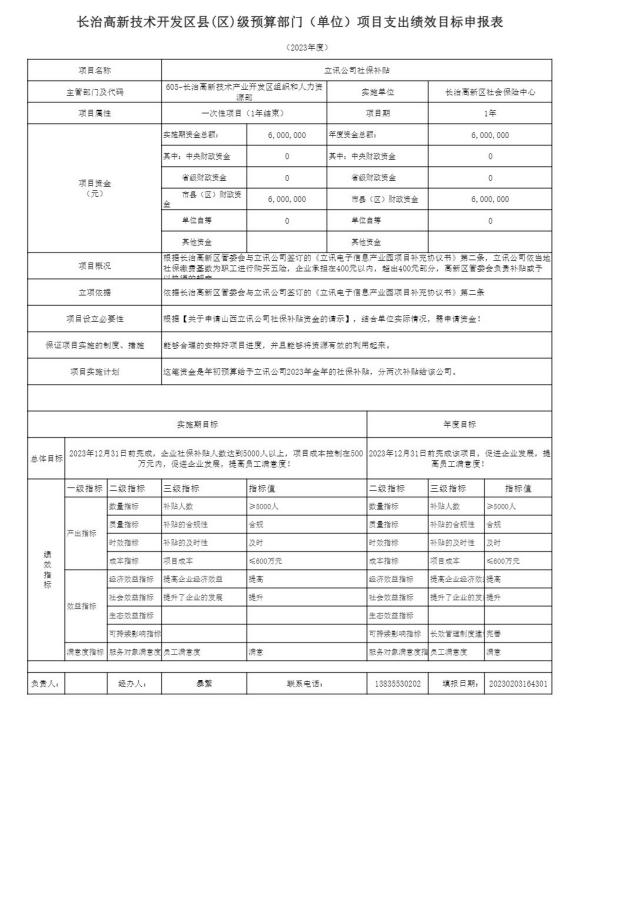 长治高新技术开发区县(区)级预算部门（单位）项目支出绩效目标申报表
（2023年度）
项目名称 立讯公司社保补贴
主管部门及代码 603-长治高新技术产业开发区组织和人力资源部 实施单位 长治高新区社会保险中心
项目属性 一次性项目（1年结束） 项目期 1年
项目资金（元）
实施期资金总额： 6,000,000 年度资金总额： 6,000,000
其中：中央财政资金 0 其中：中央财政资金 0
省级财政资金 0 省级财政资金 0
市县（区）财政资金 6,000,000 市县（区）财政资金 6,000,000
单位自筹 0 单位自筹 0
其他资金 其他资金
项目概况 根据长治高新区管委会与立讯公司签订的《立讯电子信息产业园项目补充协议书》第二条，立讯公司依当地
社保缴费基数为职工进行购买五险，企业承担在400元以内，超出400元部分，高新区管委会负责补贴或予
立项依据 依据长治高新区管委会与立讯公司签订的《立讯电子信息产业园项目补充协议书》第二条
项目设立必要性 根据【关于申请山西立讯公司社保补贴资金的请示】，结合单位实际情况，需申请资金！
保证项目实施的制度、措施 能够合理的安排好项目进度，并且能够将资源有效的利用起来。
项目实施计划 这笔资金是年初预算给予立讯公司2023年全年的社保补贴，分两次补贴给该公司。
实施期目标 年度目标
总体目标 2023年12月31日前完成，企业社保补贴人数达到5000人以上，项目成本控制在500万元内，促进企业发展，提高员工满意度！ 2023年12月31日前完成该项目，促进企业发展，提高员工满意度！
绩效指标
一级指标 二级指标 三级指标 指标值 二级指标 三级指标 指标值
产出指标
数量指标 补贴人数 ≥5000人 数量指标 补贴人数 ≥5000人
质量指标 补贴的合规性 合规 质量指标 补贴的合规性 合规
时效指标 补贴的及时性 及时 时效指标 补贴的及时性 及时
成本指标 项目成本 ≤600万元 成本指标 项目成本 ≤600万元
效益指标
经济效益指标 提高企业经济效益 提高 经济效益指标 提高企业经济效 提高
社会效益指标 提升了企业的发展 提升 社会效益指标 提升了企业的发 提升
生态效益指标 生态效益指标
可持续影响指标 可持续影响指标 长效管理制度建 完善
满意度指标 服务对象满意度 员工满意度 满意 服务对象满意度指 员工满意度 满意
负责人： 经办人： 暴繁 联系电话： 13835530202 填报日期： 20230203164301